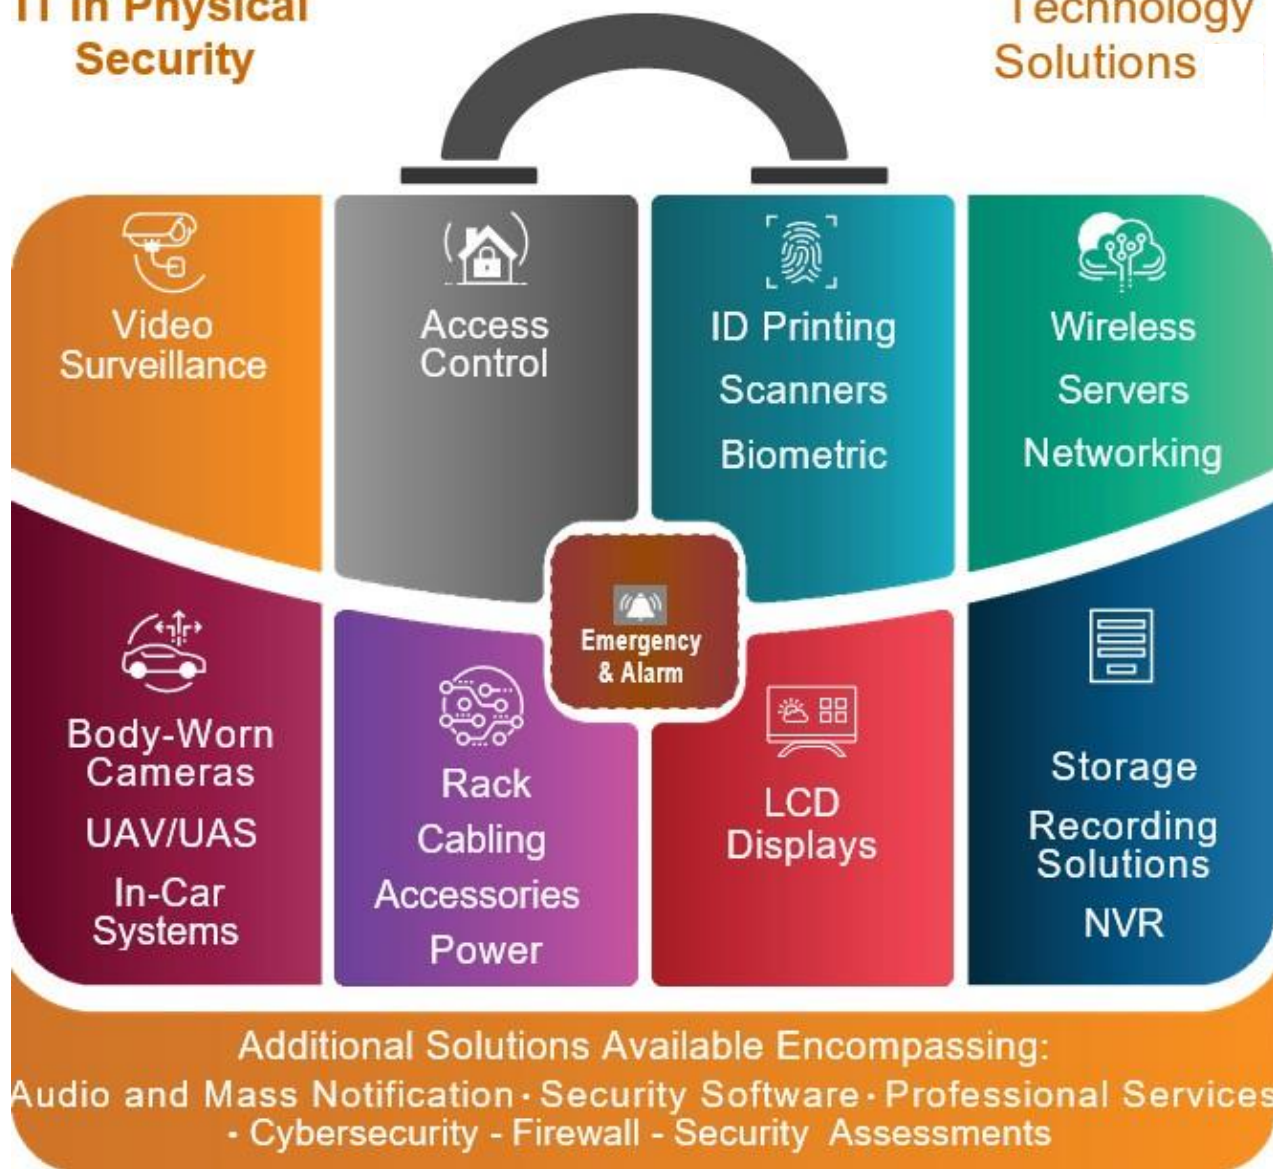 IT in Physical
Security
Technology
Solutions
Video
Surveillance
Access
Control
ID Printing
Scanners
Biometric
Wireless
Servers
Networking
Emergency
& Alarm
Body-Worn
Cameras
UAV/UAS
In-Car
Systems
Rack
Cabling
Accessories
Power
LCD
Displays
Storage
Recording
Solutions
NVR
Additional Solutions Available Encompassing:
Audio and Mass Notification · Security Software · Professional Services
· Cybersecurity - Firewall - Security Assessments